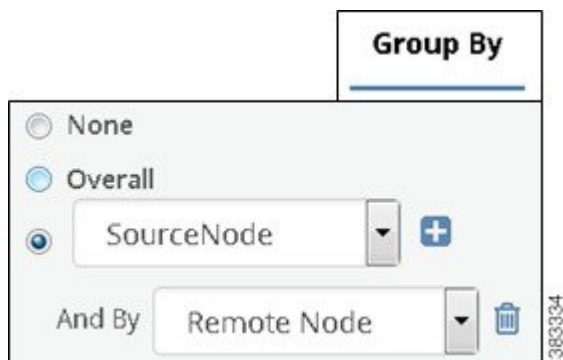 Group By
None
Overall
SourceNode
And By Remote Node
383334